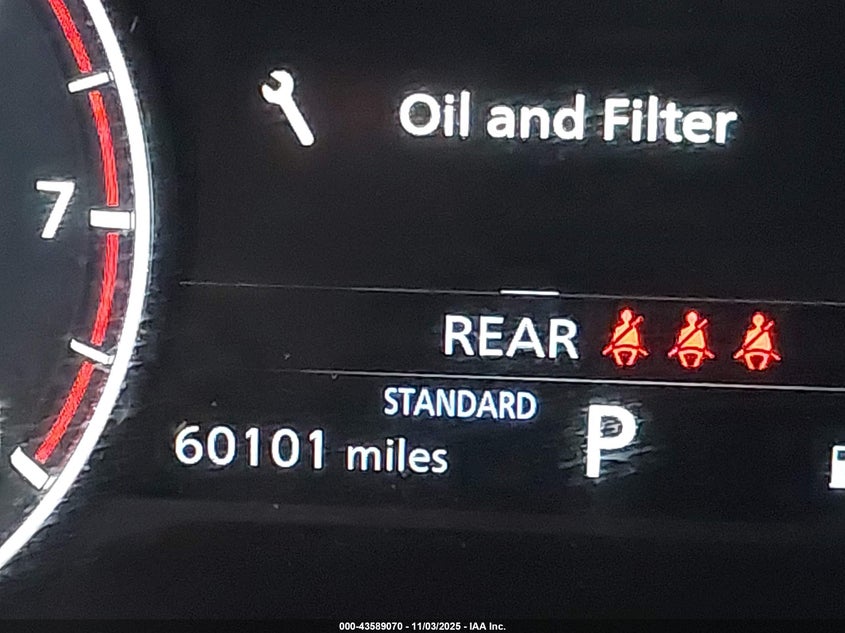 Oil and Filter
7
REAR
STANDARD
60101 miles
P
000-43589070 - 11/03/2025 - IAA Inc.